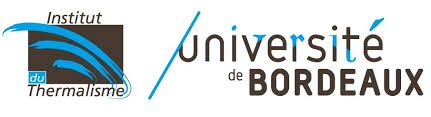 Institut
du
Thermalisme
université
de BORDEAUX